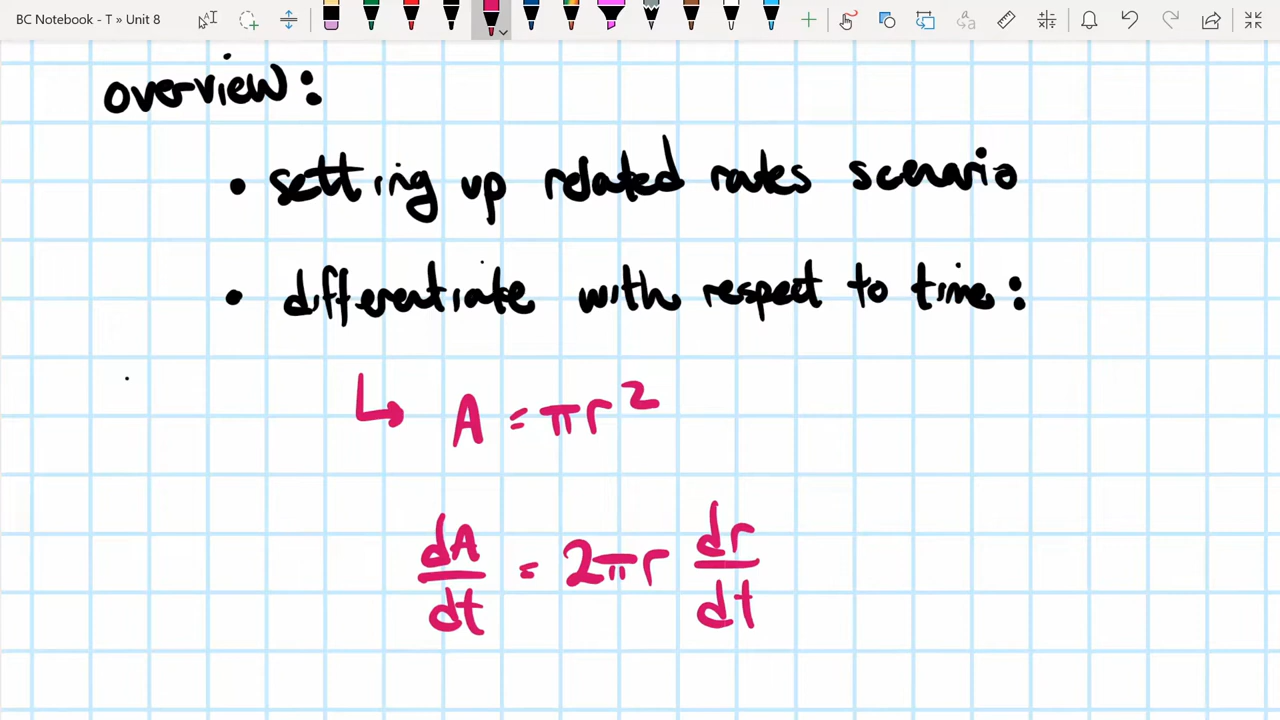 BC Notebook - T » Unit 8
overview:
• setting up related rates scenario
• differentiate with respect to time:
↳ A = πr²
dA/dt = 2πr dr/dt